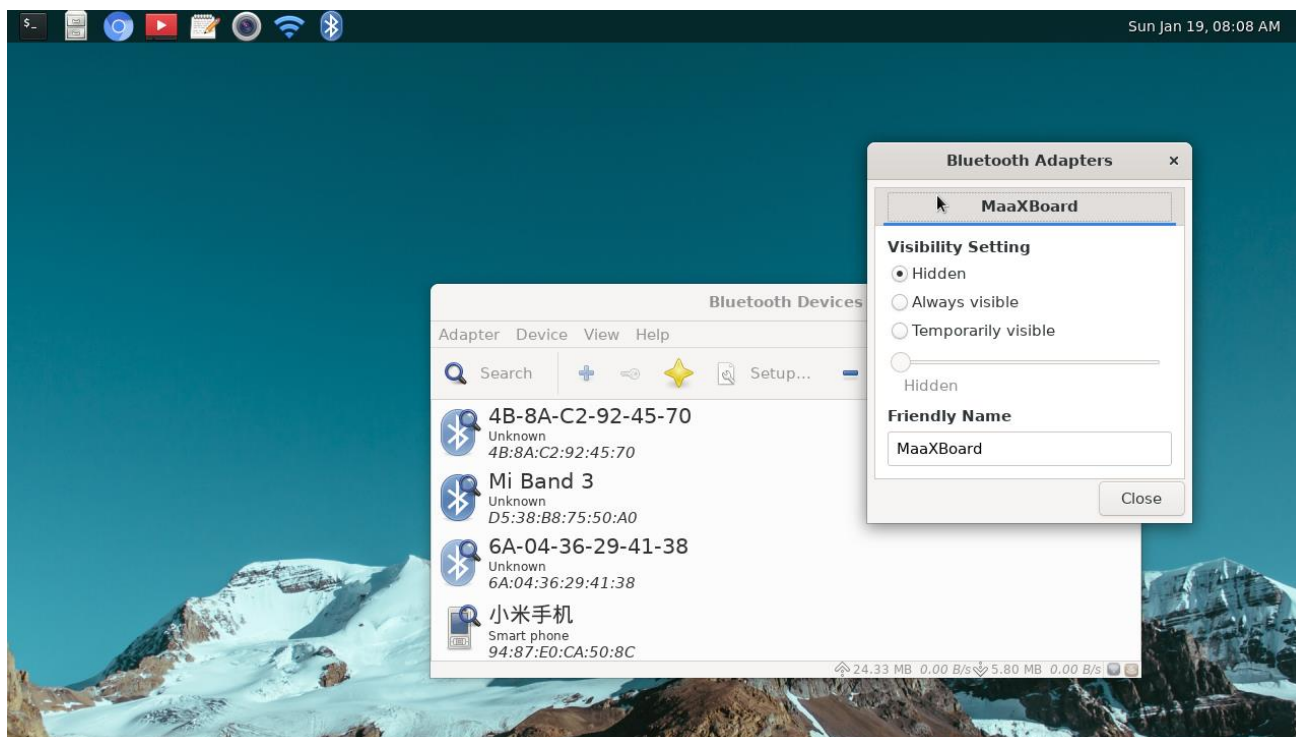 $_
Sun Jan 19, 08:08 AM
Bluetooth Adapters
MaaXBoard
Visibility Setting
Hidden
Always visible
Temporarily visible
Hidden
Friendly Name
MaaXBoard
Close
Bluetooth Devices
Adapter Device View Help
Search Setup...
4B-8A-C2-92-45-70
Unknown
4B:8A:C2:92:45:70
Mi Band 3
Unknown
D5:38:B8:75:50:A0
6A-04-36-29-41-38
Unknown
6A:04:36:29:41:38
小米手机
Smart phone
94:87:E0:CA:50:8C
24.33 MB 0.00 B/s 5.80 MB 0.00 B/s